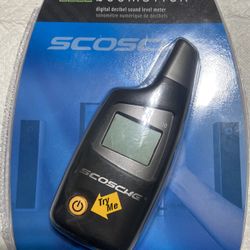 digital decibel sound level meter
sonomètre numérique de décibels
SCOSCHE
SCOSCHE
Try
Me